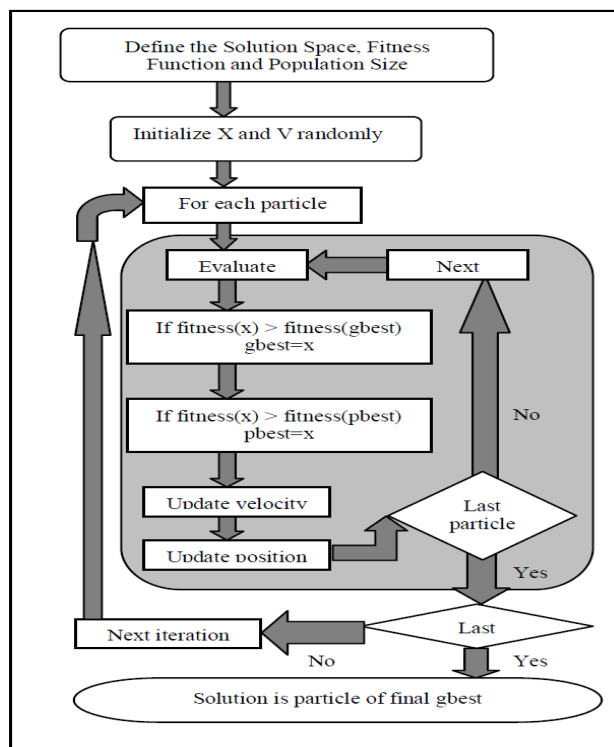 Define the Solution Space, Fitness
Function and Population Size
Initialize X and V randomly
For each particle
Evaluate
Next
If fitness(x) > fitness(gbest)
gbest=x
If fitness(x) > fitness(pbest)
pbest=x
No
Update velocity
Last
particle
Update position
Yes
Next iteration
Last
No
Yes
Solution is particle of final gbest